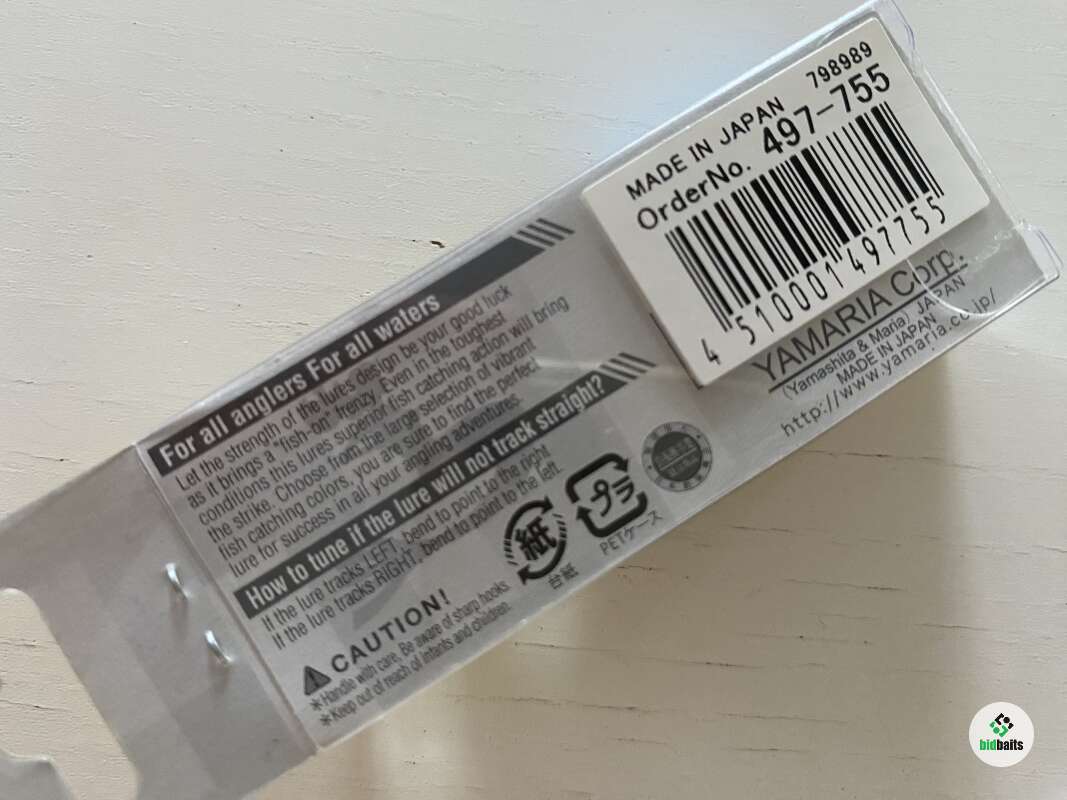 MADE IN JAPAN 798989
OrderNo. 497-755
4 510001 497755
YAMARIA Corp.
(Yamashita & Maria) JAPAN
MADE IN JAPAN
http://www.yamaria.co.jp/
For all anglers For all waters
Let the strength of the lures design be your good luck
as it brings a "fish-on" frenzy. Even in the toughest
conditions this lures superior fish catching action will bring
the strike. Choose from the large selection of vibrant
fish catching colors, you are sure to find the perfect
lure for success in all your angling adventures.
How to tune if the lure will not track straight!?
If the lure tracks LEFT, bend to point to the right
If the lure tracks RIGHT, bend to point to the left.
⚠CAUTION!
*Handle with care, Be aware of sharp hooks.
*Keep out of reach of infants and children.
紙
台紙
プラ
PETケース
bidbaits